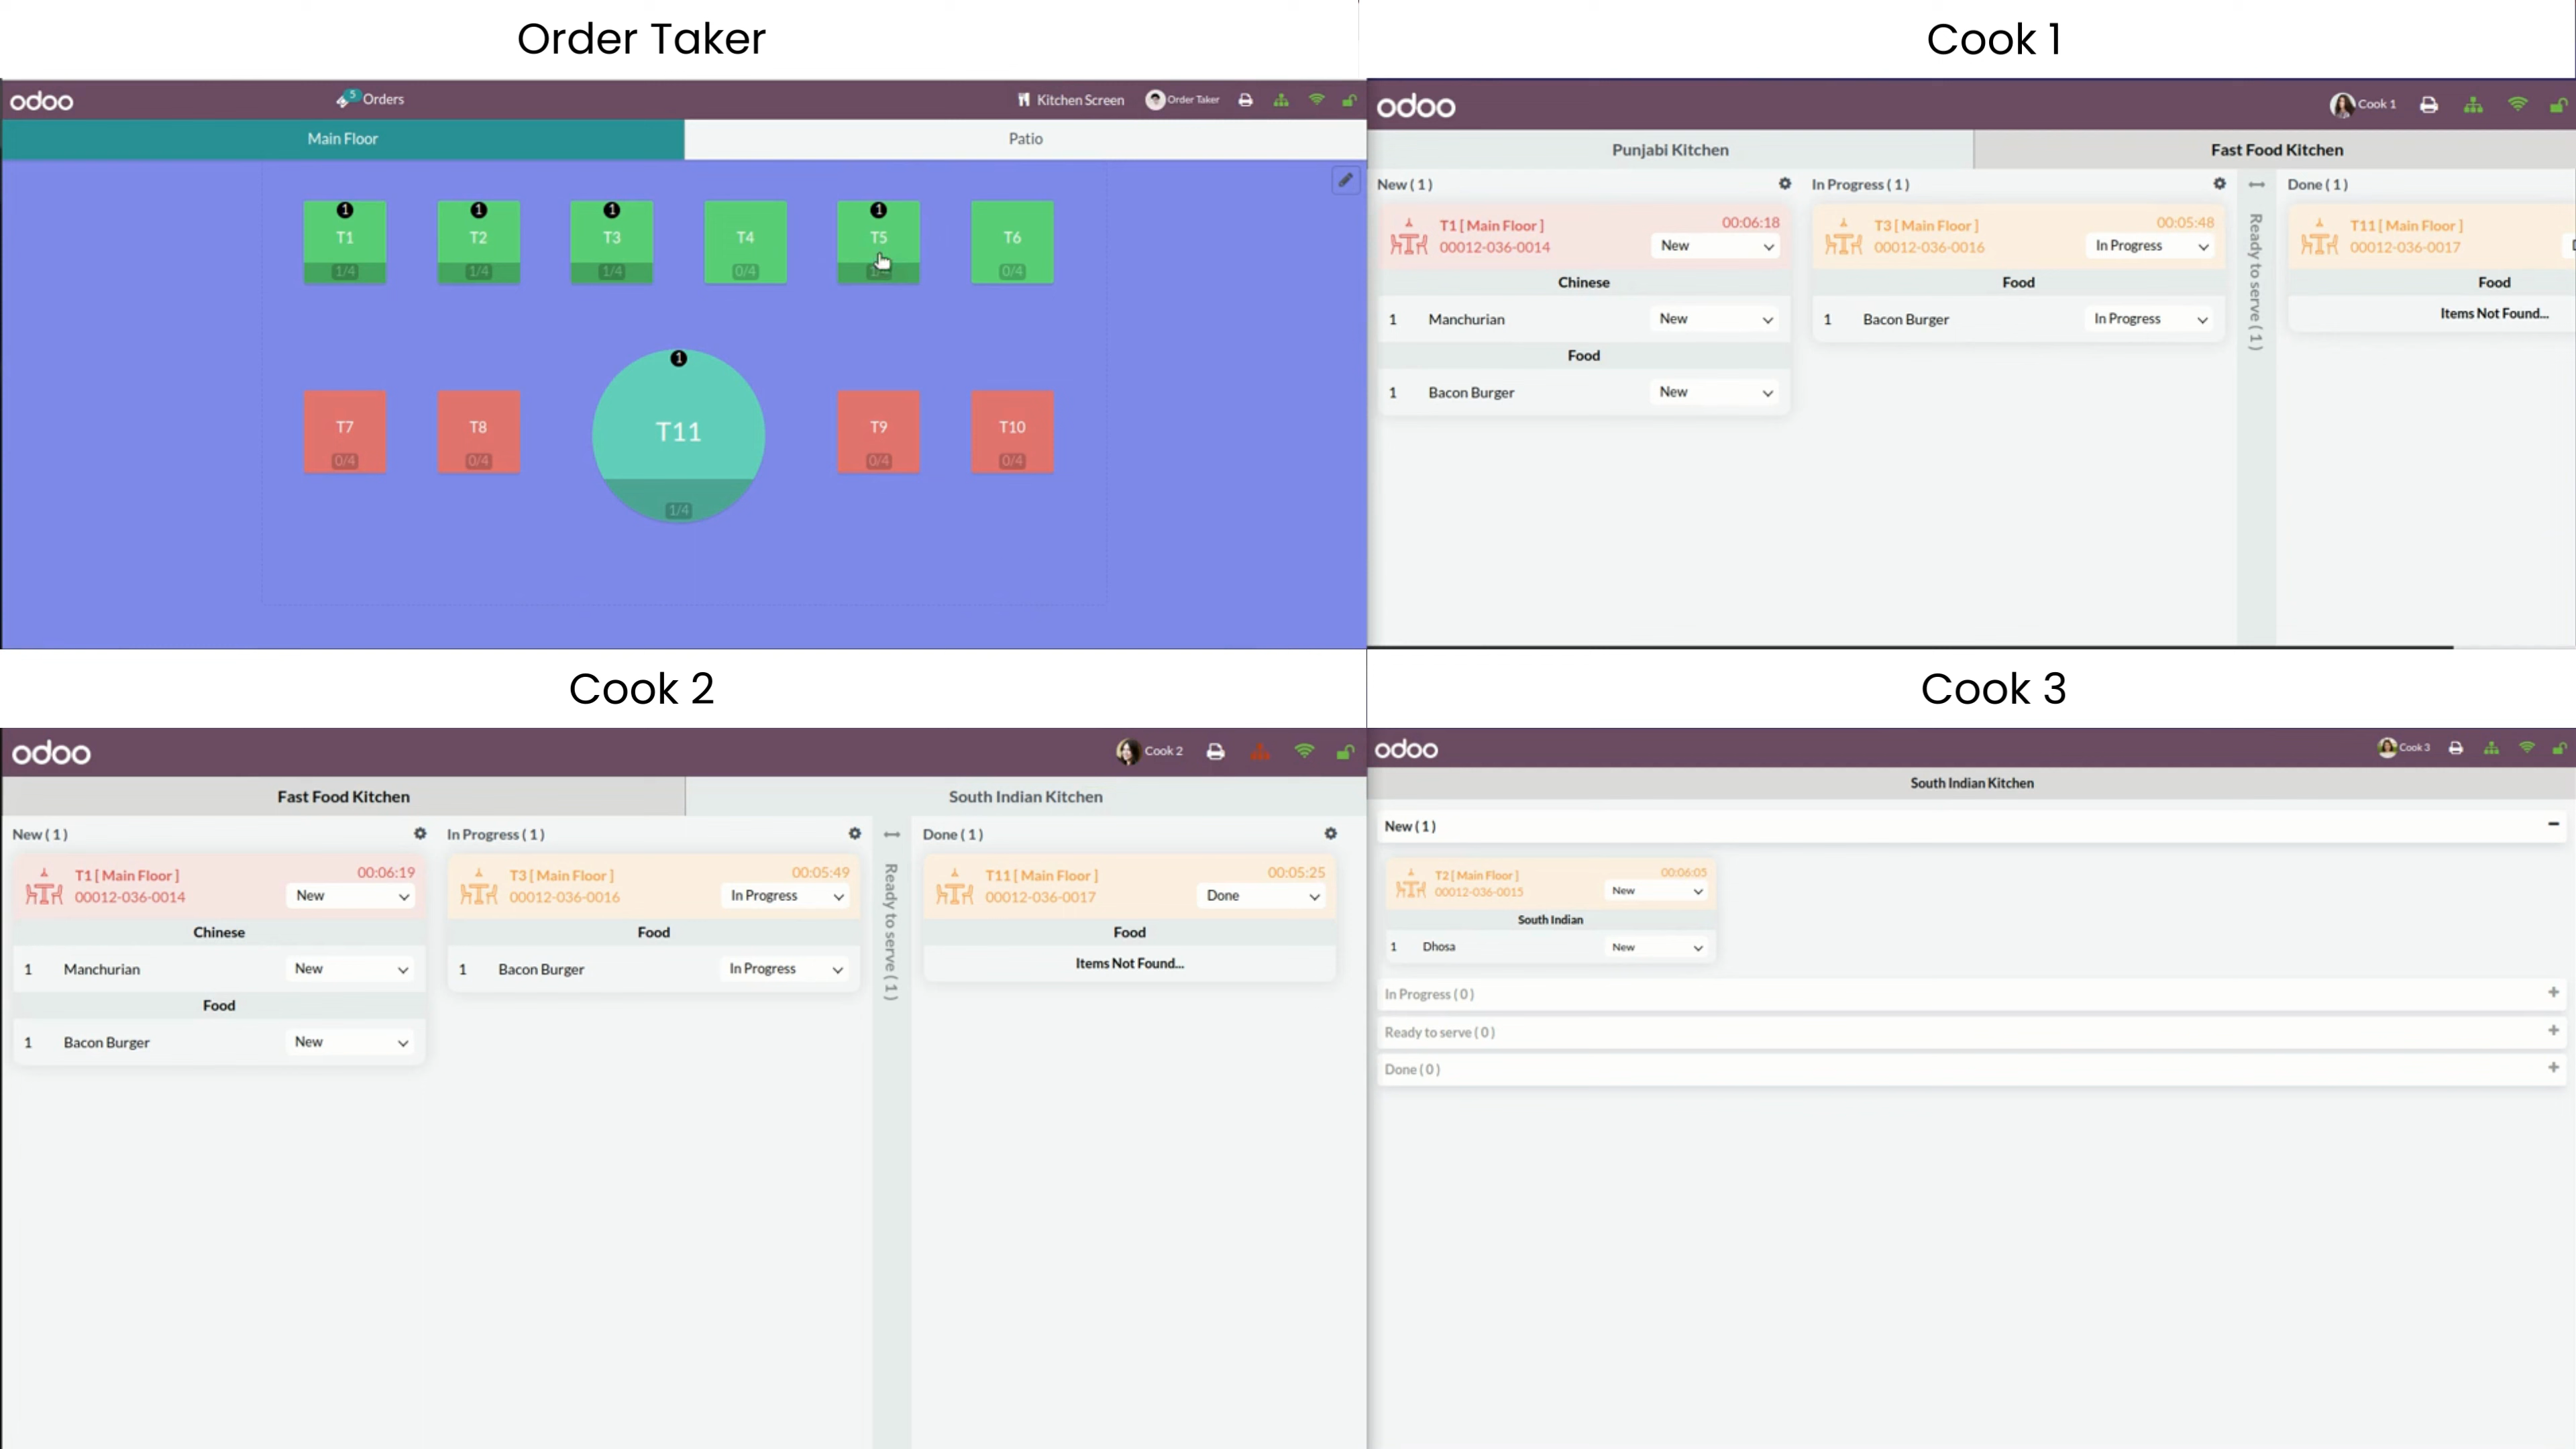 Order Taker
odoo
5 Orders
Kitchen Screen
Order Taker
Main Floor
Patio
1 1 1 1
T1 T2 T3 T4 T5 T6
1/4 1/4 1/4 0/4 0/4
1
T7 T8 T11 T9 T10
0/4 0/4 0/4 0/4
1/4
Cook 1
odoo
Cook 1
Punjabi Kitchen
Fast Food Kitchen
New ( 1 )
T1 [ Main Floor ] 00:06:18
00012-036-0014 New
Chinese
1 Manchurian New
Food
1 Bacon Burger New
In Progress ( 1 )
T3 [ Main Floor ] 00:05:48
00012-036-0016 In Progress
Food
1 Bacon Burger In Progress
Ready to serve ( 1 )
Done ( 1 )
T11 [ Main Floor ]
00012-036-0017
Food
Items Not Found...
Cook 2
odoo
Cook 2
Fast Food Kitchen
South Indian Kitchen
New ( 1 )
T1 [ Main Floor ] 00:06:19
00012-036-0014 New
Chinese
1 Manchurian New
Food
1 Bacon Burger New
In Progress ( 1 )
T3 [ Main Floor ] 00:05:49
00012-036-0016 In Progress
Food
1 Bacon Burger In Progress
Ready to serve ( 1 )
Done ( 1 )
T11 [ Main Floor ] 00:05:25
00012-036-0017 Done
Food
Items Not Found...
Cook 3
odoo
Cook 3
South Indian Kitchen
New ( 1 )
T2 [ Main Floor ] 00:06:05
00012-036-0015 New
South Indian
1 Dhosa New
In Progress ( 0 )
Ready to serve ( 0 )
Done ( 0 )